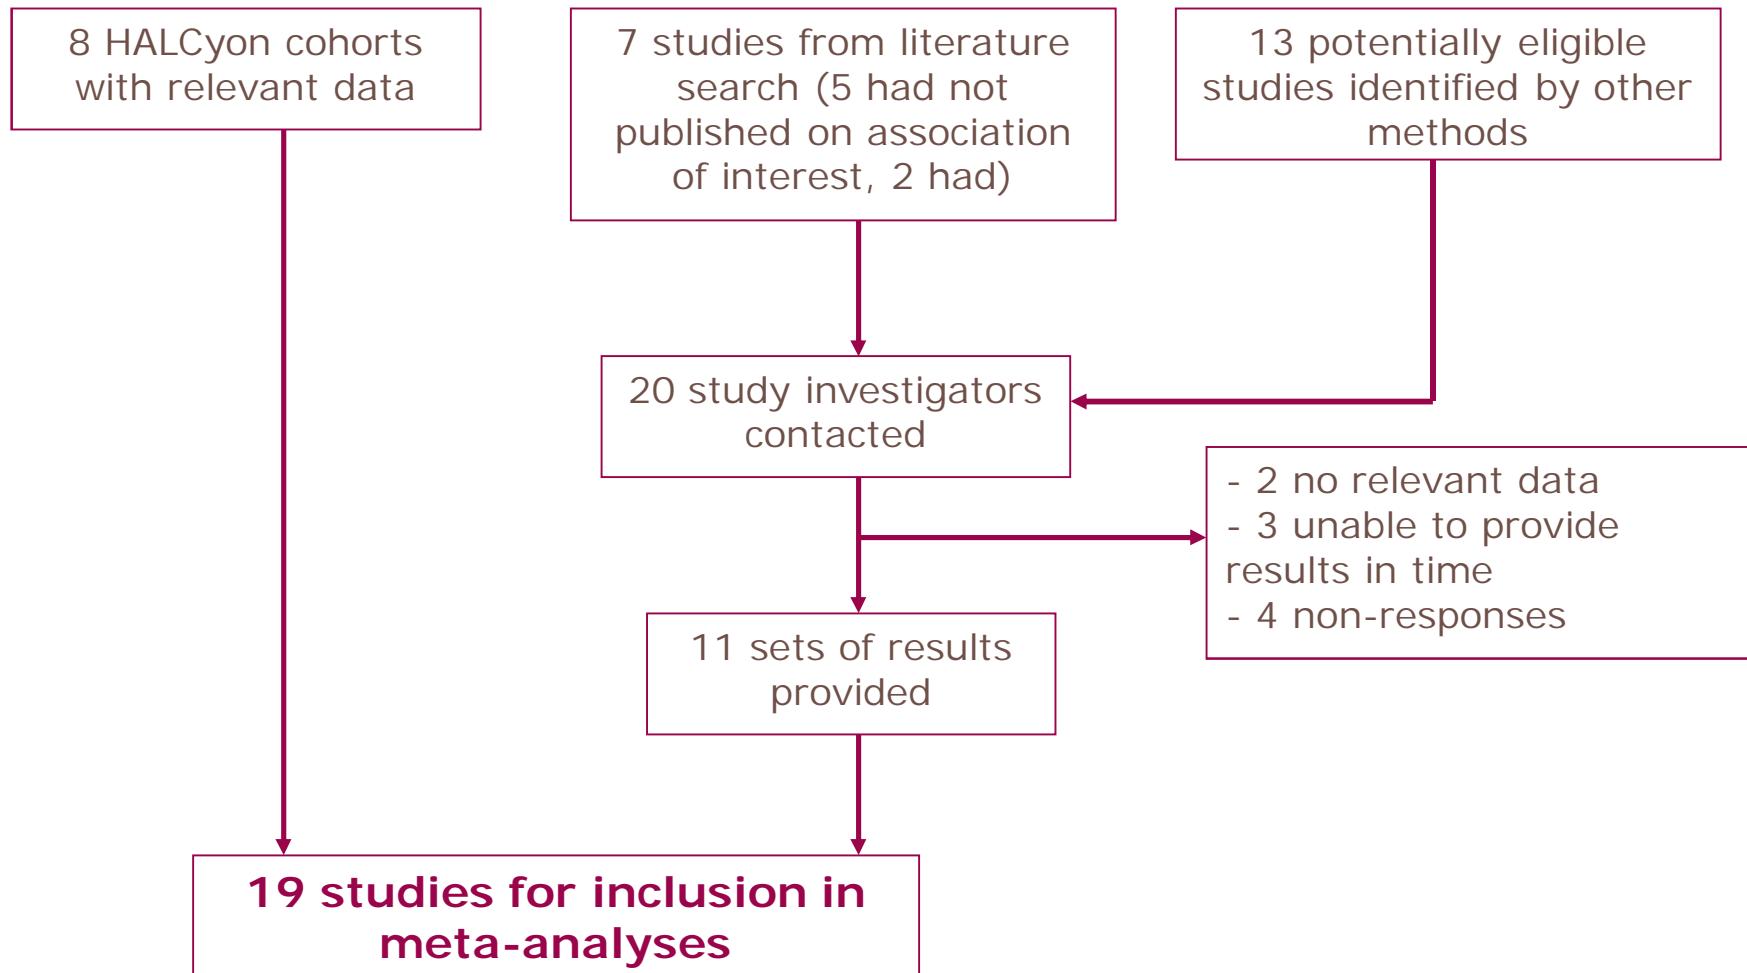 8 HALCyon cohorts
with relevant data
7 studies from literature
search (5 had not
published on association
of interest, 2 had)
13 potentially eligible
studies identified by other
methods
20 study investigators
contacted
- 2 no relevant data
- 3 unable to provide
results in time
- 4 non-responses
11 sets of results
provided
19 studies for inclusion in
meta-analyses